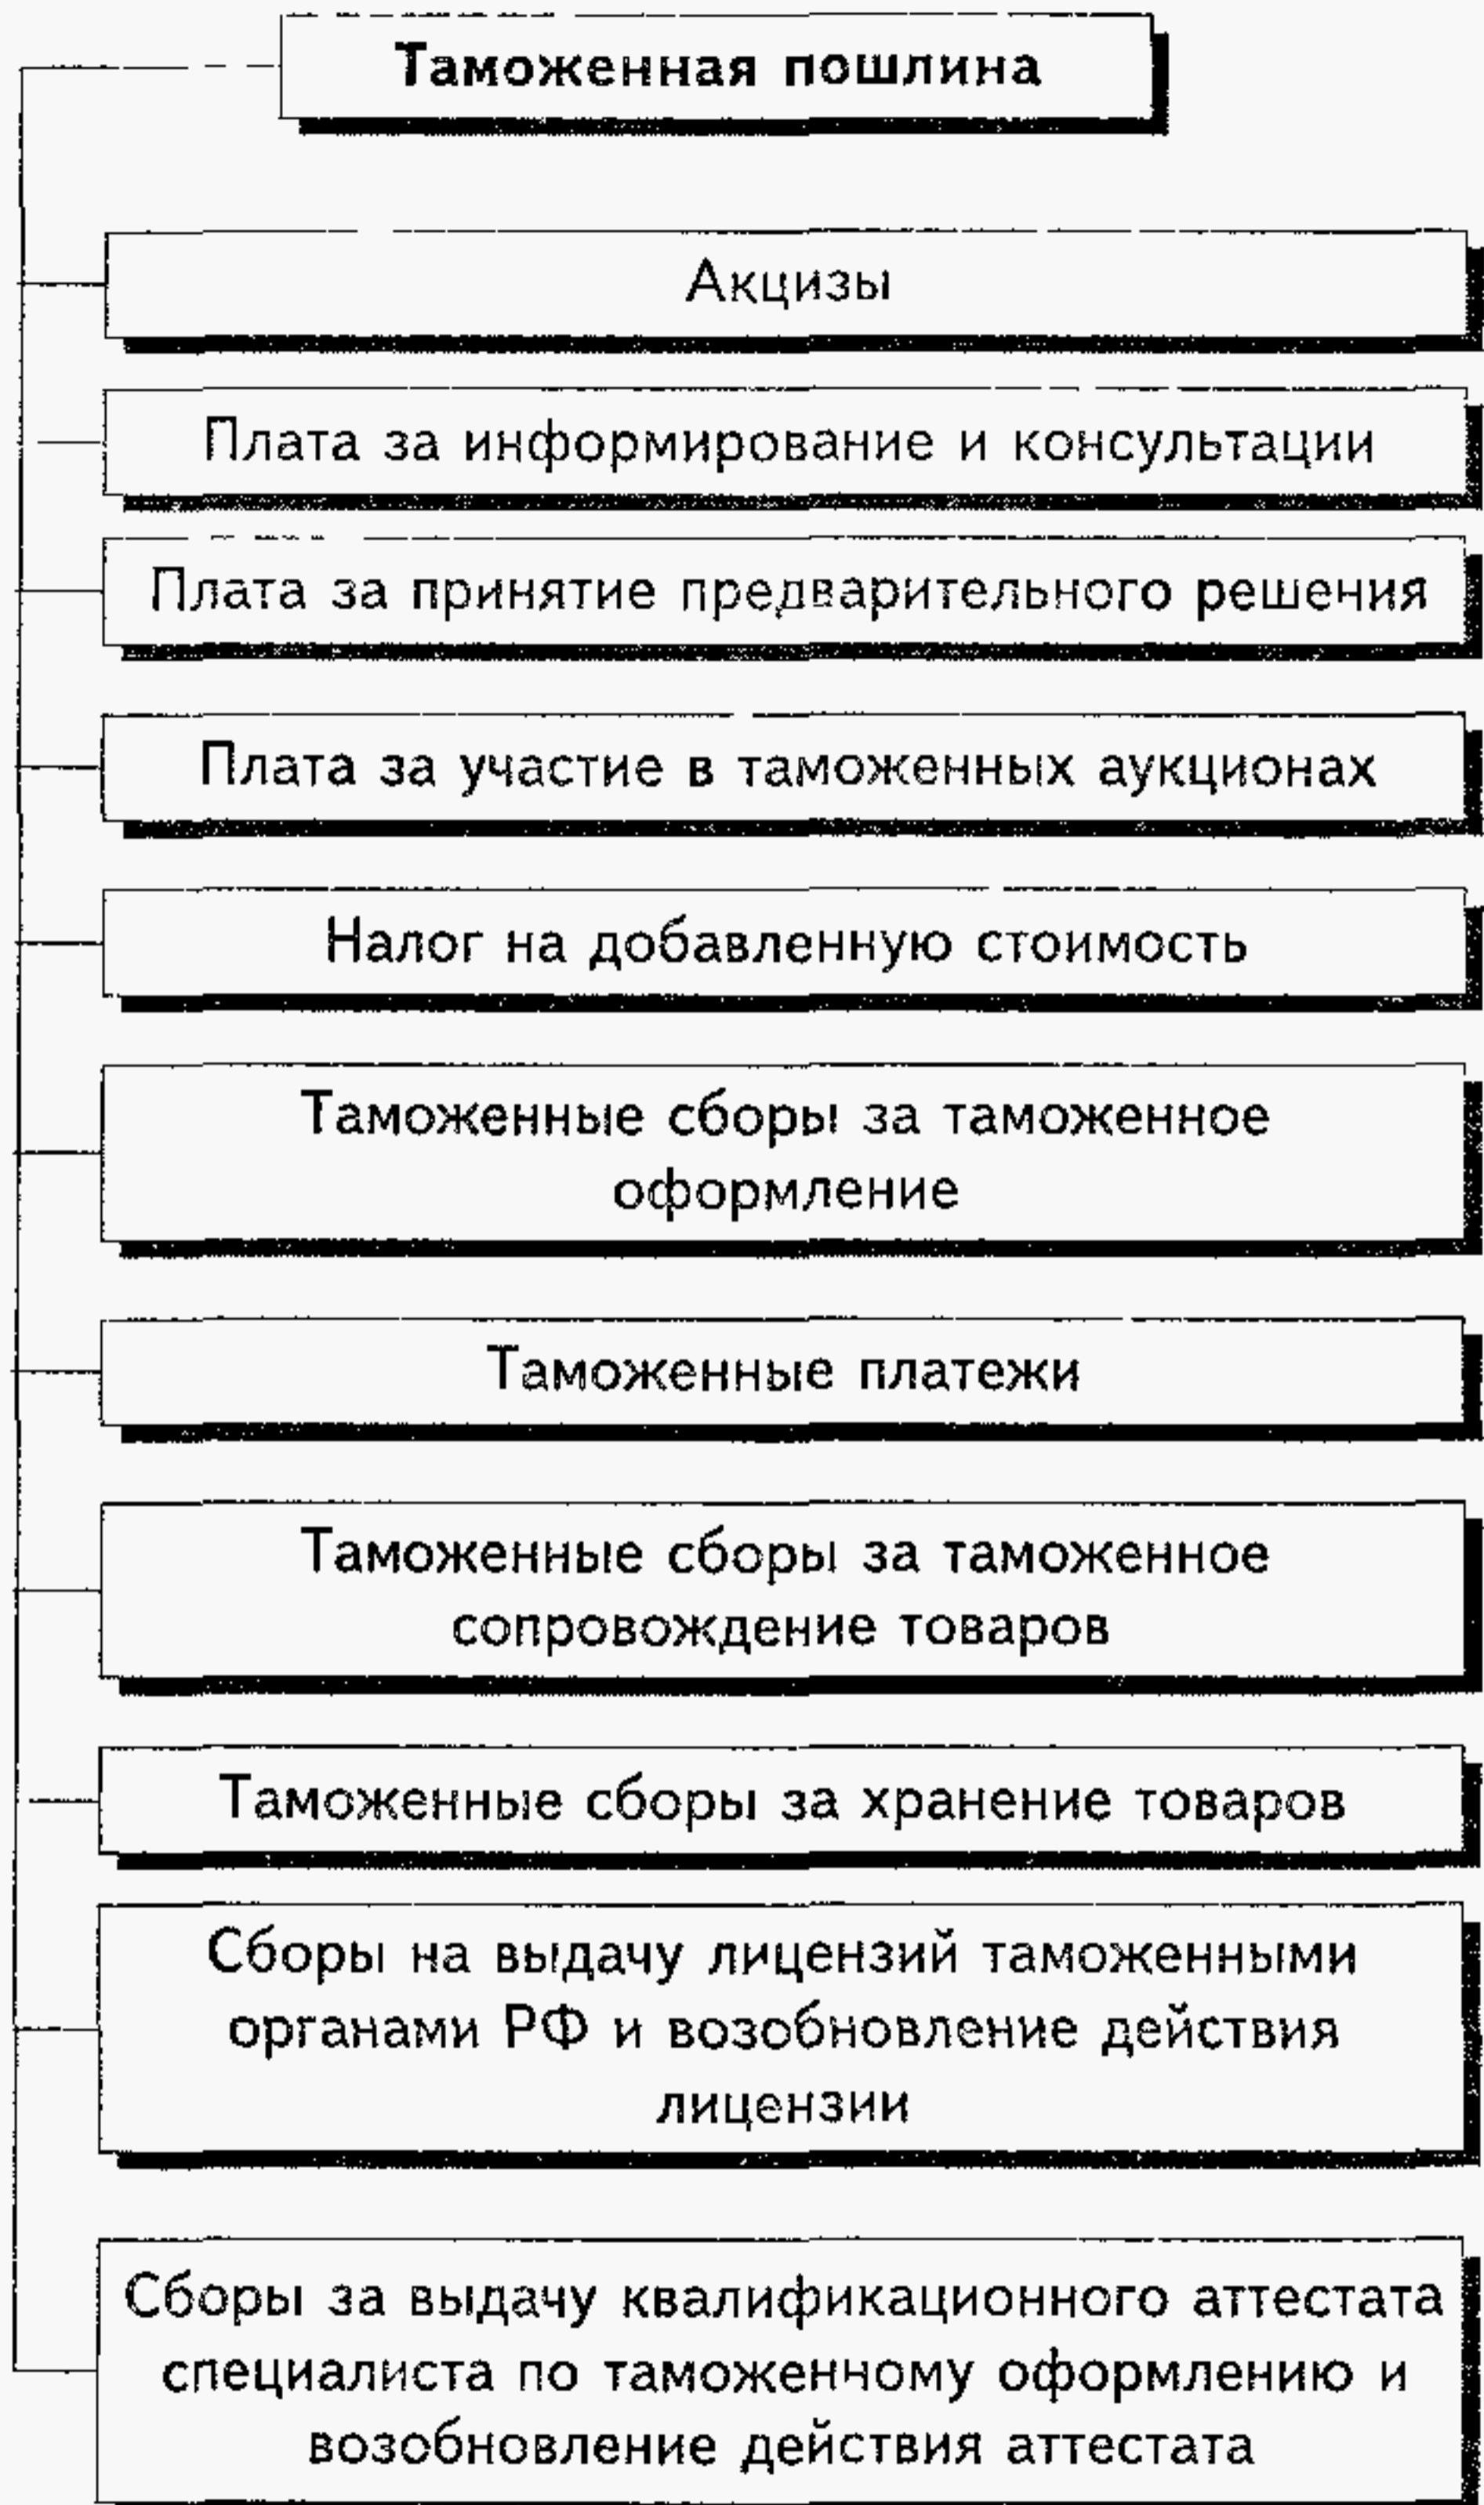 Таможенная пошлина
Акцизы
Плата за информирование и консультации
Плата за принятие предварительного решения
Плата за участие в таможенных аукционах
Налог на добавленную стоимость
Таможенные сборы за таможенное
оформление
Таможенные платежи
Таможенные сборы за таможенное
сопровождение товаров
Таможенные сборы за хранение товаров
Сборы на выдачу лицензий таможенными
органами РФ и возобновление действия
лицензии
Сборы за выдачу квалификационного аттестата
специалиста по таможенному оформлению и
возобновление действия аттестата